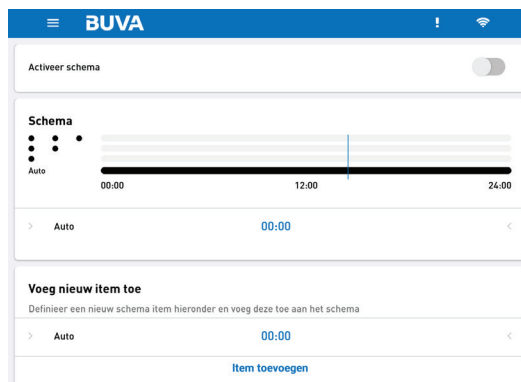 BUVA
Activeer schema
Schema
Auto
00:00 12:00 24:00
Auto 00:00
Voeg nieuw item toe
Definieer een nieuw schema item hieronder en voeg deze toe aan het schema
Auto 00:00
Item toevoegen